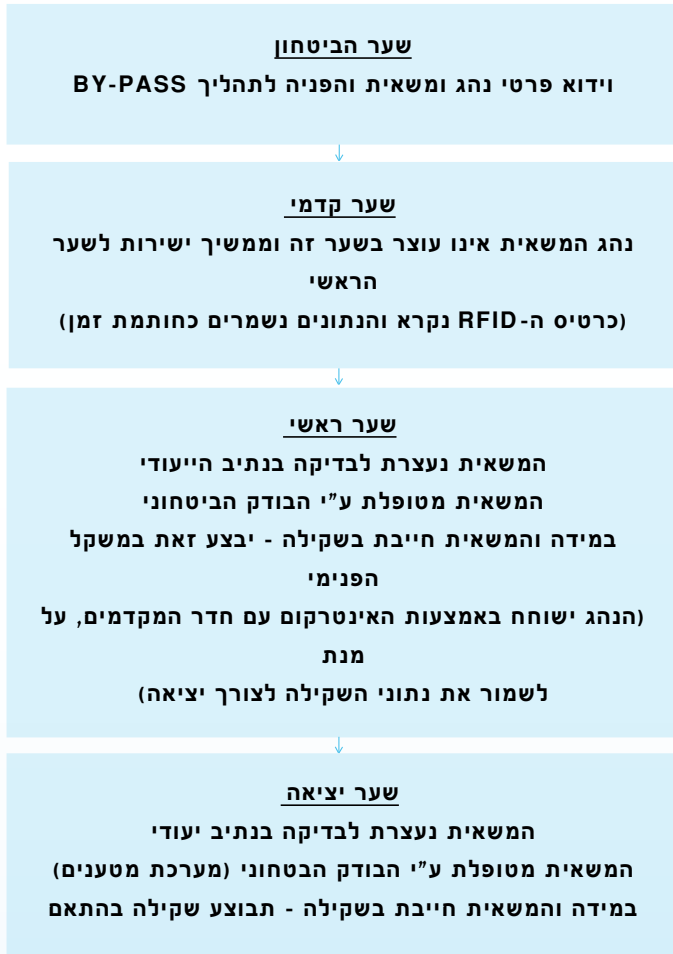 שער הביטחון
וידוא פרטי נהג ומשאית והפניה לתהליך BY-PASS
שער קדמי
נהג המשאית אינו עוצר בשער זה וממשיך ישירות לשער
הראשי
(כרטיס ה-RFID נקרא והנתונים נשמרים כחותמת זמן)
שער ראשי
המשאית נעצרת לבדיקה בנתיב הייעודי
המשאית מטופלת ע"י הבודק הביטחוני
במידה והמשאית חייבת בשקילה - יבצע זאת במשקל
הפנימי
(הנהג ישוחח באמצעות האינטרקום עם חדר המקדמים, על
מנת
לשמור את נתוני השקילה לצורך יציאה)
שער יציאה
המשאית נעצרת לבדיקה בנתיב יעודי
המשאית מטופלת ע"י הבודק הבטחוני (מערכת מטענים)
במידה והמשאית חייבת בשקילה - תבוצע שקילה בהתאם